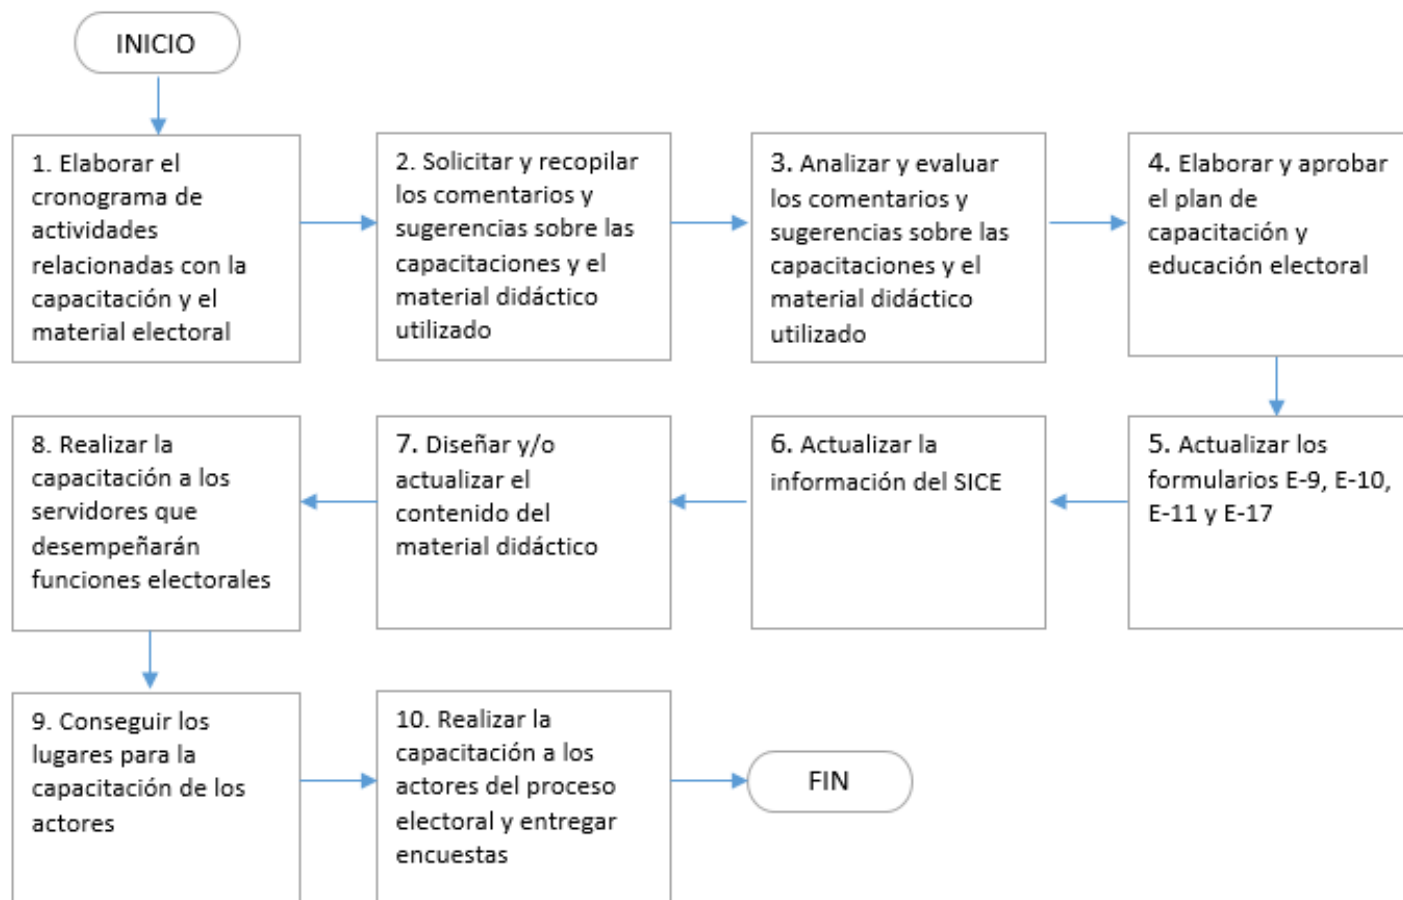 INICIO
1. Elaborar el
cronograma de
actividades
relacionadas con la
capacitación y el
material electoral
2. Solicitar y recopilar
los comentarios y
sugerencias sobre las
capacitaciones y el
material didáctico
utilizado
3. Analizar y evaluar
los comentarios y
sugerencias sobre las
capacitaciones y el
material didáctico
utilizado
4. Elaborar y aprobar
el plan de
capacitación y
educación electoral
5. Actualizar los
formularios E-9, E-10,
E-11 y E-17
6. Actualizar la
información del SICE
7. Diseñar y/o
actualizar el
contenido del
material didáctico
8. Realizar la
capacitación a los
servidores que
desempeñarán
funciones electorales
9. Conseguir los
lugares para la
capacitación de los
actores
10. Realizar la
capacitación a los
actores del proceso
electoral y entregar
encuestas
FIN